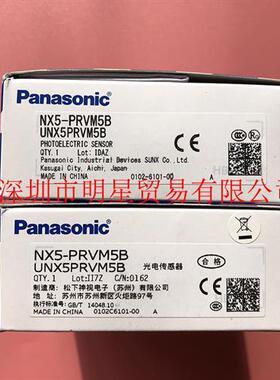 Panasonic
NX5-PRVM5B
UNX5PRVM5B
PHOTOELECTRIC SENSOR
QTY. 1 Lot: IDAZ
Panasonic Industrial Devices SUNX Co., Ltd.
Kasugai City, Aichi, Japan
MADE IN CHINA 0102-6101-00 A
深圳市明星贸易有限公司
Panasonic
NX5-PRVM5B
UNX5PRVM5B
光电传感器
合格
QTY. 1 Lot: II7Z C/N: 0162
制造商: 松下神视电子（苏州）有限公司
地 址: 苏州市苏州新区火炬路97号
执行标准号: GB/T 14048.10
MADE IN CHINA 0102C6101-00 A